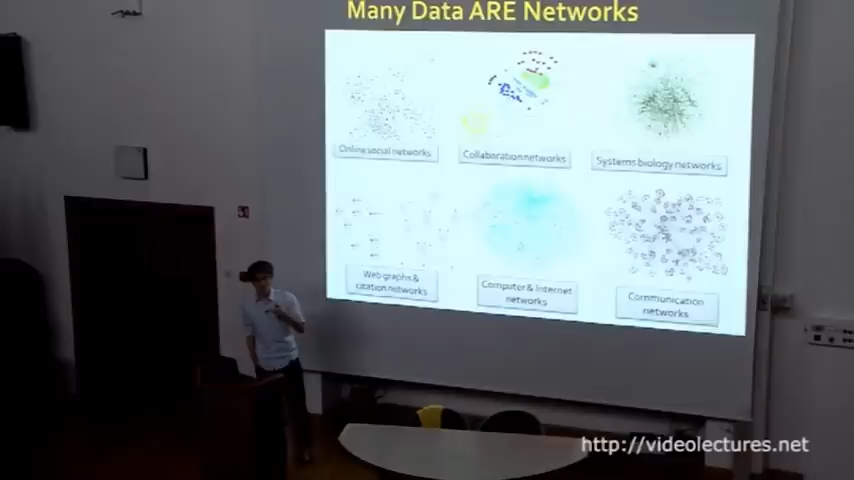 Many Data ARE Networks
Online social networks
Collaboration networks
Systems biology networks
Web graphs &
citation networks
Computer & Internet
networks
Communication
networks
http://videolectures.net